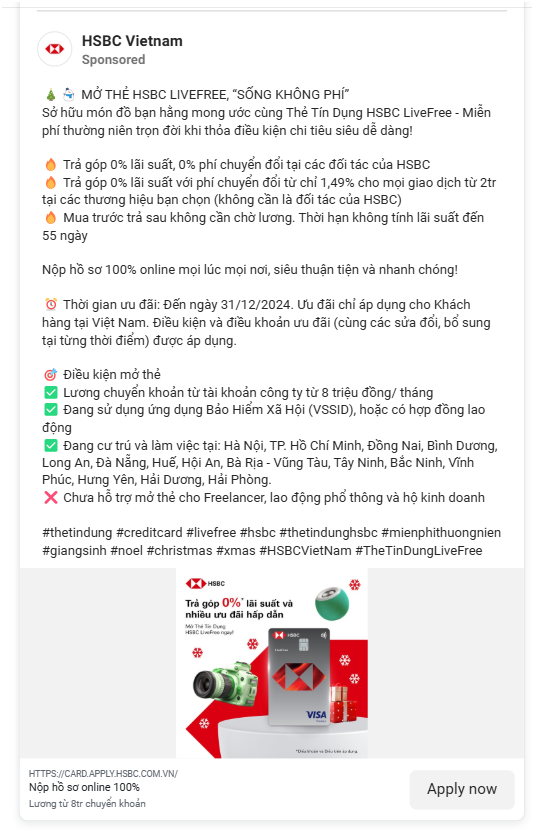 HSBC Vietnam
Sponsored
🎄 ⛄ MỞ THẺ HSBC LIVEFREE, “SỐNG KHÔNG PHÍ”
Sở hữu món đồ bạn hằng mong ước cùng Thẻ Tín Dụng HSBC LiveFree - Miễn
phí thường niên trọn đời khi thỏa điều kiện chi tiêu siêu dễ dàng!
🔥 Trả góp 0% lãi suất, 0% phí chuyển đổi tại các đối tác của HSBC
🔥 Trả góp 0% lãi suất với phí chuyển đổi từ chỉ 1,49% cho mọi giao dịch từ 2tr
tại các thương hiệu bạn chọn (không cần là đối tác của HSBC)
🔥 Mua trước trả sau không cần chờ lương. Thời hạn không tính lãi suất đến
55 ngày
Nộp hồ sơ 100% online mọi lúc mọi nơi, siêu thuận tiện và nhanh chóng!
⏰ Thời gian ưu đãi: Đến ngày 31/12/2024. Ưu đãi chỉ áp dụng cho Khách
hàng tại Việt Nam. Điều kiện và điều khoản ưu đãi (cùng các sửa đổi, bổ sung
tại từng thời điểm) được áp dụng.
🎯 Điều kiện mở thẻ
✅ Lương chuyển khoản từ tài khoản công ty từ 8 triệu đồng/ tháng
✅ Đang sử dụng ứng dụng Bảo Hiểm Xã Hội (VSSID), hoặc có hợp đồng lao
động
✅ Đang cư trú và làm việc tại: Hà Nội, TP. Hồ Chí Minh, Đồng Nai, Bình Dương,
Long An, Đà Nẵng, Huế, Hội An, Bà Rịa - Vũng Tàu, Tây Ninh, Bắc Ninh, Vĩnh
Phúc, Hưng Yên, Hải Dương, Hải Phòng.
❌ Chưa hỗ trợ mở thẻ cho Freelancer, lao động phổ thông và hộ kinh doanh
#thetindung #creditcard #livefree #hsbc #thetindunghsbc #mienphithuongnien
#giangsinh #noel #christmas #xmas #HSBCVietNam #TheTinDungLiveFree
HSBC
Trả góp 0%* lãi suất và
nhiều ưu đãi hấp dẫn
Mở Thẻ Tín Dụng
HSBC LiveFree ngay!
HSBC
VISA
*Điều khoản và Điều kiện áp dụng.
HTTPS://CARD.APPLY.HSBC.COM.VN/
Nộp hồ sơ online 100%
Lương từ 8tr chuyển khoản
Apply now